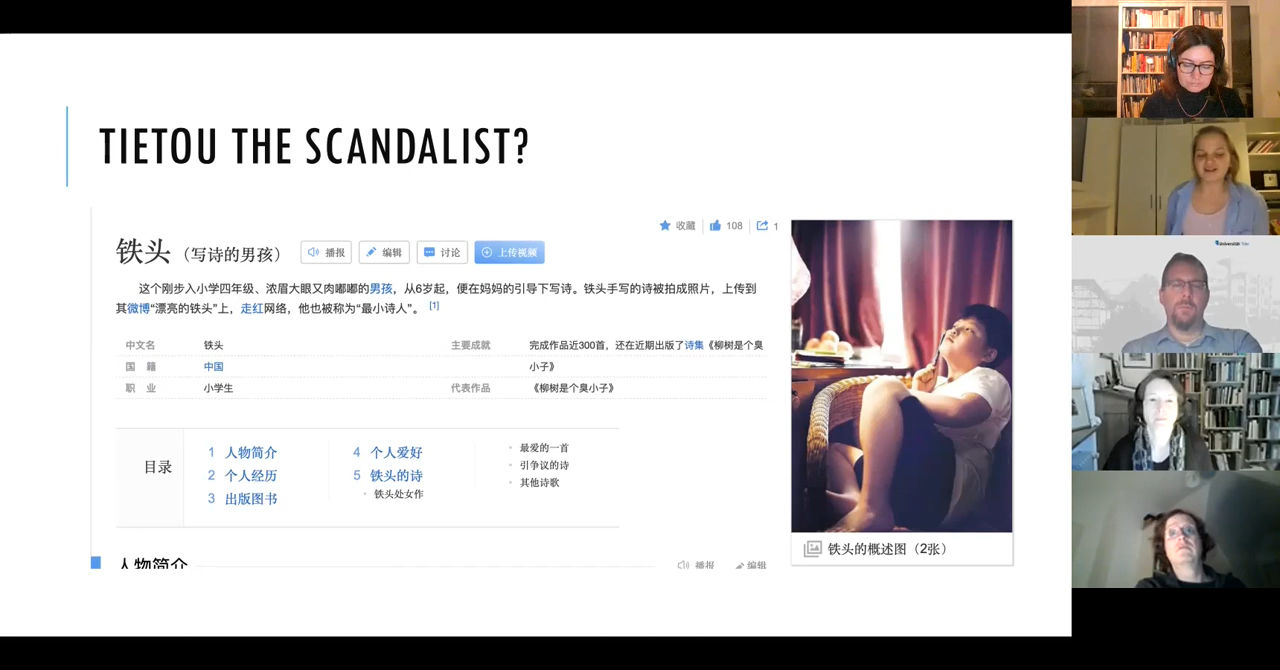 TIETOU THE SCANDALIST?
收藏 108 1
铁头（写诗的男孩） 播报 编辑 讨论 上传视频
这个刚步入小学四年级、浓眉大眼又肉嘟嘟的男孩，从6岁起，便在妈妈的引导下写诗。铁头手写的诗被拍成照片，上传到
其微博“漂亮的铁头”上，走红网络，他也被称为“最小诗人”。 [1]
中文名 铁头
国 籍 中国
职 业 小学生
主要成就 完成作品近300首，还在近期出版了诗集《柳树是个臭
小子》
代表作品 《柳树是个臭小子》
目录
1 人物简介
2 个人经历
3 出版图书
4 个人爱好
5 铁头的诗
铁头处女作
最爱的一首
引争议的诗
其他诗歌
人物简介 播报 编辑
铁头的概述图（2张）
Universität